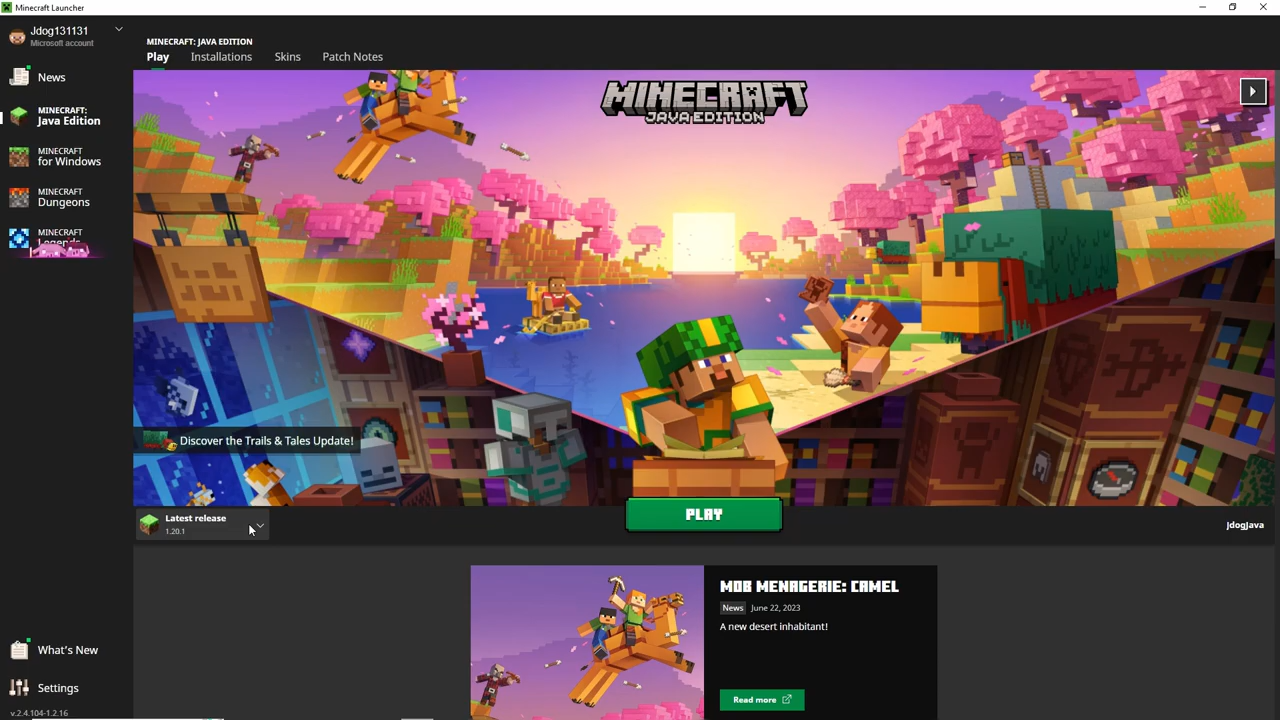 Minecraft Launcher
Jdog131131
Microsoft account
News
MINECRAFT:
Java Edition
MINECRAFT
for Windows
MINECRAFT
Dungeons
MINECRAFT
Legends
What's New
Settings
v.2.4.104-1.2.16
MINECRAFT: JAVA EDITION
Play Installations Skins Patch Notes
MINECRAFT
JAVA EDITION
Discover the Trails & Tales Update!
Latest release
1.20.1
PLAY
JdogJava
MOB MENAGERIE: CAMEL
News June 22, 2023
A new desert inhabitant!
Read more